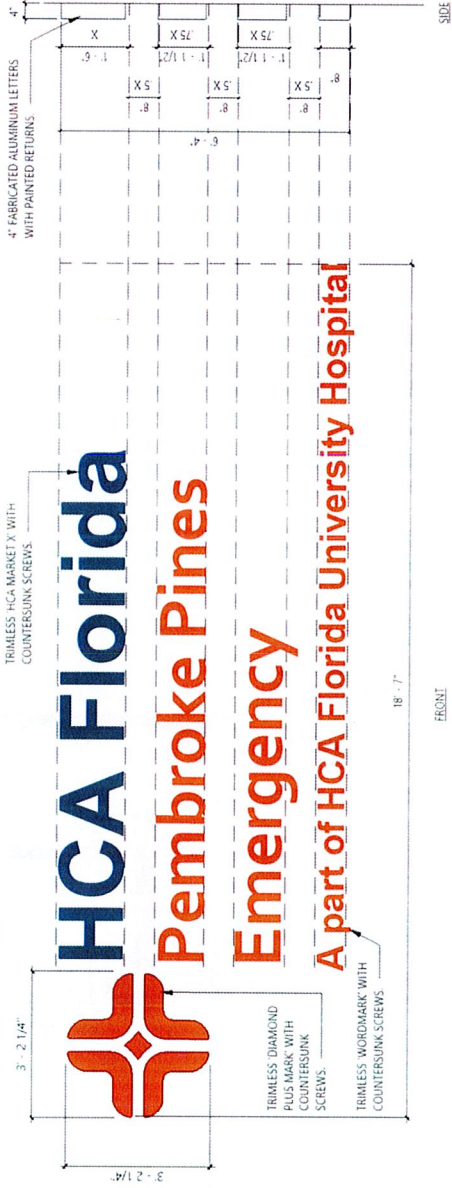 4" FABRICATED ALUMINUM LETTERS
WITH PAINTED RETURNS
4"
TRIMLESS 'HCA MARKET X' WITH
COUNTERSUNK SCREWS.
3' - 2 1/4"
3' - 2 1/4"
HCA Florida
Pembroke Pines
Emergency
A part of HCA Florida University Hospital
TRIMLESS 'DIAMOND
PLUS MARK' WITH
COUNTERSUNK
SCREWS.
TRIMLESS 'WORDMARK' WITH
COUNTERSUNK SCREWS.
18' - 7"
FRONT
X
1' - 6"
.5 X
8"
.75 X
1' - 1 1/2"
.5 X
8"
.75 X
1' - 1 1/2"
.5 X
8"
8"
6' - 4"
SIDE